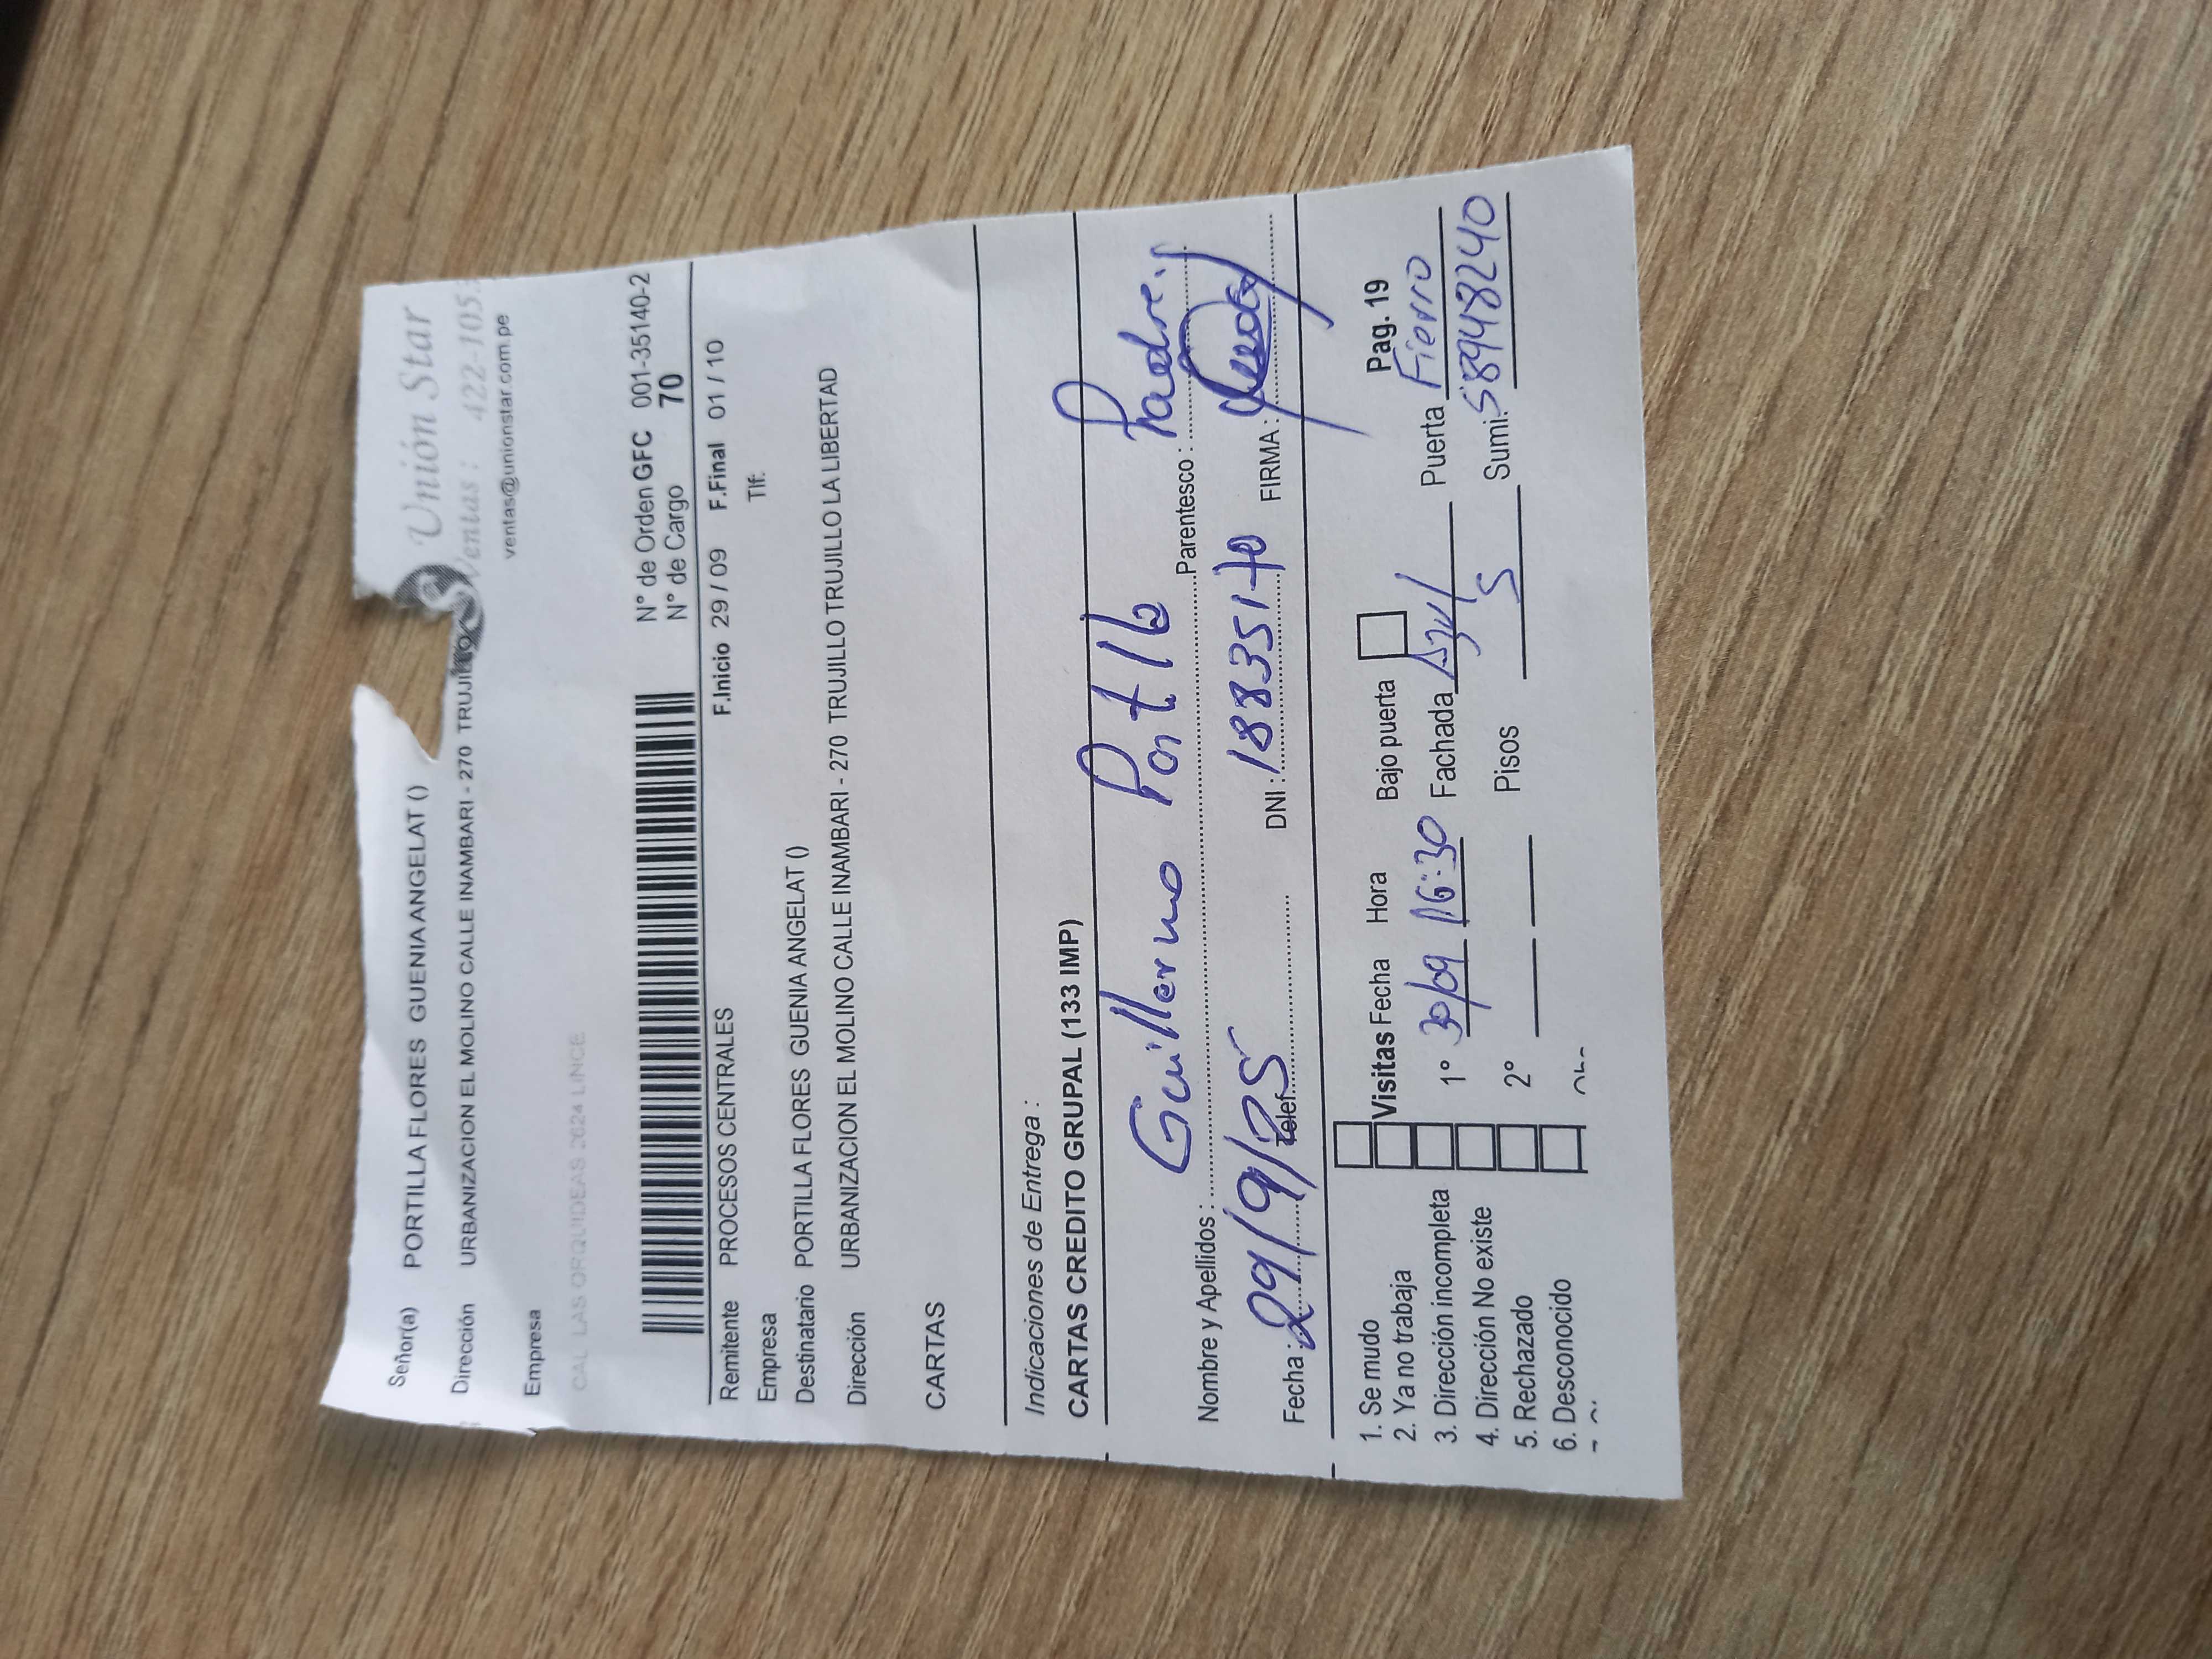 Unión Star
Ventas : 422-105
ventas@unionstar.com.pe
Señor(a) PORTILLA FLORES GUENIA ANGELAT ()
Dirección URBANIZACION EL MOLINO CALLE INAMBARI - 270 TRUJILLO
Empresa
CAL LAS ORQUIDEAS 2624 LINCE
N° de Orden GFC 001-35140-2
N° de Cargo 70
F.Inicio 29 / 09 F.Final 01 / 10
Remitente PROCESOS CENTRALES
Empresa Tlf:
Destinatario PORTILLA FLORES GUENIA ANGELAT ()
Dirección URBANIZACION EL MOLINO CALLE INAMBARI - 270 TRUJILLO TRUJILLO TRUJILLO LA LIBERTAD
CARTAS
Indicaciones de Entrega :
CARTAS CREDITO GRUPAL (133 IMP)
Nombre y Apellidos : Guillermo Parentesco : Padre.
Fecha: 29/9/25 Telef. DNI : FIRMA :
Pag. 19
1. Se mudo Visitas Fecha Hora Bajo puerta
2. Ya no trabaja 1° 30/09 16:30 Fachada Azul Puerta Fierro
3. Dirección incompleta 2° Pisos 5 Sumi: 58948240
4. Dirección No existe
5. Rechazado
6. Desconocido